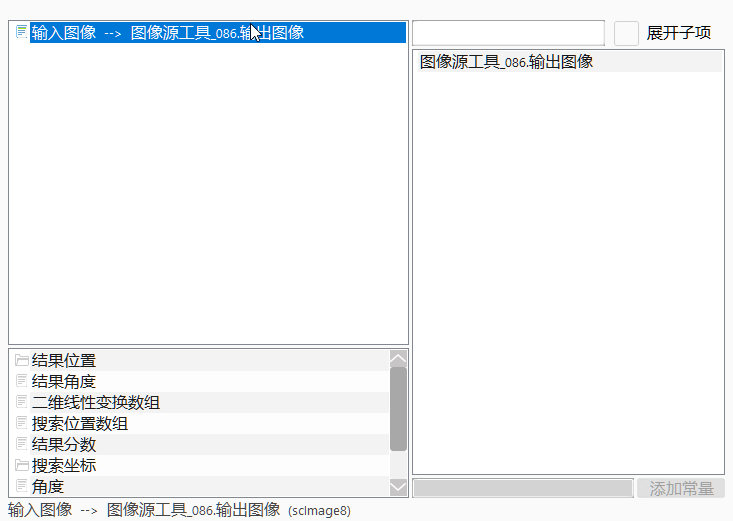 输入图像 --> 图像源工具_086.输出图像
展开子项
图像源工具_086.输出图像
结果位置
结果角度
二维线性变换数组
搜索位置数组
结果分数
搜索坐标
角度
添加常量
输入图像 --> 图像源工具_086.输出图像 (scImage8)